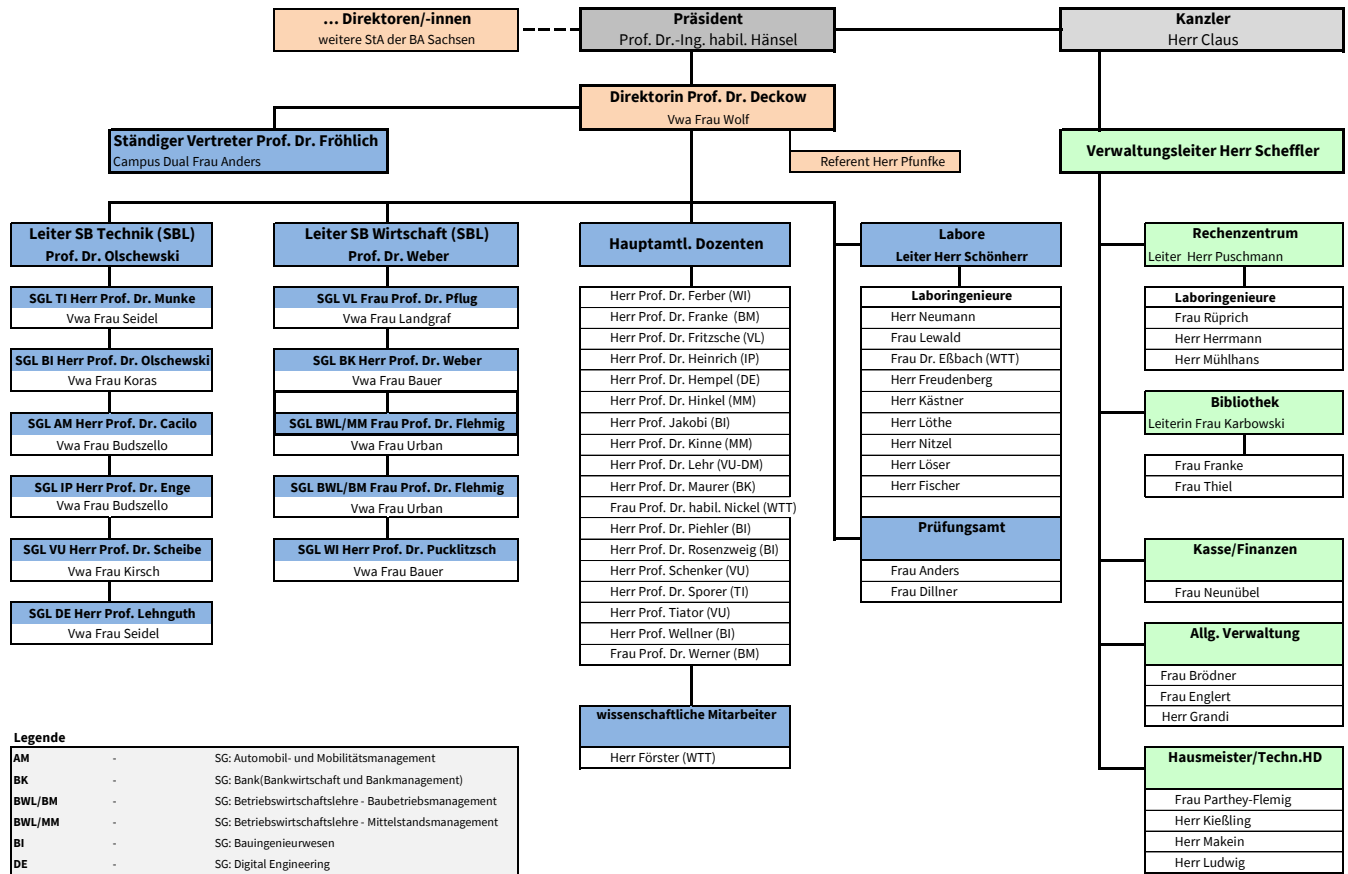 ... Direktoren/-innen
weitere StA der BA Sachsen
Präsident
Prof. Dr.-Ing. habil. Hänsel
Kanzler
Herr Claus
Direktorin Prof. Dr. Deckow
Vwa Frau Wolf
Ständiger Vertreter Prof. Dr. Fröhlich
Campus Dual Frau Anders
Referent Herr Pfunfke
Verwaltungsleiter Herr Scheffler
Leiter SB Technik (SBL)
Prof. Dr. Olschewski
SGL TI Herr Prof. Dr. Munke
Vwa Frau Seidel
SGL BI Herr Prof. Dr. Olschewski
Vwa Frau Koras
SGL AM Herr Prof. Dr. Cacilo
Vwa Frau Budszello
SGL IP Herr Prof. Dr. Enge
Vwa Frau Budszello
SGL VU Herr Prof. Dr. Scheibe
Vwa Frau Kirsch
SGL DE Herr Prof. Lehnguth
Vwa Frau Seidel
Leiter SB Wirtschaft (SBL)
Prof. Dr. Weber
SGL VL Frau Prof. Dr. Pflug
Vwa Frau Landgraf
SGL BK Herr Prof. Dr. Weber
Vwa Frau Bauer
SGL BWL/MM Frau Prof. Dr. Flehmig
Vwa Frau Urban
SGL BWL/BM Frau Prof. Dr. Flehmig
Vwa Frau Urban
SGL WI Herr Prof. Dr. Pucklitzsch
Vwa Frau Bauer
Hauptamtl. Dozenten
Herr Prof. Dr. Ferber (WI)
Herr Prof. Dr. Franke (BM)
Herr Prof. Dr. Fritzsche (VL)
Herr Prof. Dr. Heinrich (IP)
Herr Prof. Dr. Hempel (DE)
Herr Prof. Dr. Hinkel (MM)
Herr Prof. Jakobi (BI)
Herr Prof. Dr. Kinne (MM)
Herr Prof. Dr. Lehr (VU-DM)
Herr Prof. Dr. Maurer (BK)
Frau Prof. Dr. habil. Nickel (WTT)
Herr Prof. Dr. Piehler (BI)
Herr Prof. Dr. Rosenzweig (BI)
Herr Prof. Schenker (VU)
Herr Prof. Dr. Sporer (TI)
Herr Prof. Tiator (VU)
Herr Prof. Wellner (BI)
Frau Prof. Dr. Werner (BM)
wissenschaftliche Mitarbeiter
Herr Förster (WTT)
Labore
Leiter Herr Schönherr
Laboringenieure
Herr Neumann
Frau Lewald
Frau Dr. Eßbach (WTT)
Herr Freudenberg
Herr Kästner
Herr Löthe
Herr Nitzel
Herr Löser
Herr Fischer
Prüfungsamt
Frau Anders
Frau Dillner
Rechenzentrum
Leiter Herr Puschmann
Laboringenieure
Frau Rüprich
Herr Herrmann
Herr Mühlhans
Bibliothek
Leiterin Frau Karbowski
Frau Franke
Frau Thiel
Kasse/Finanzen
Frau Neunübel
Allg. Verwaltung
Frau Brödner
Frau Englert
Herr Grandi
Hausmeister/Techn.HD
Frau Parthey-Flemig
Herr Kießling
Herr Makein
Herr Ludwig
Legende
AM - SG: Automobil- und Mobilitätsmanagement
BK - SG: Bank(Bankwirtschaft und Bankmanagement)
BWL/BM - SG: Betriebswirtschaftslehre - Baubetriebsmanagement
BWL/MM - SG: Betriebswirtschaftslehre - Mittelstandsmanagement
BI - SG: Bauingenieurwesen
DE - SG: Digital Engineering